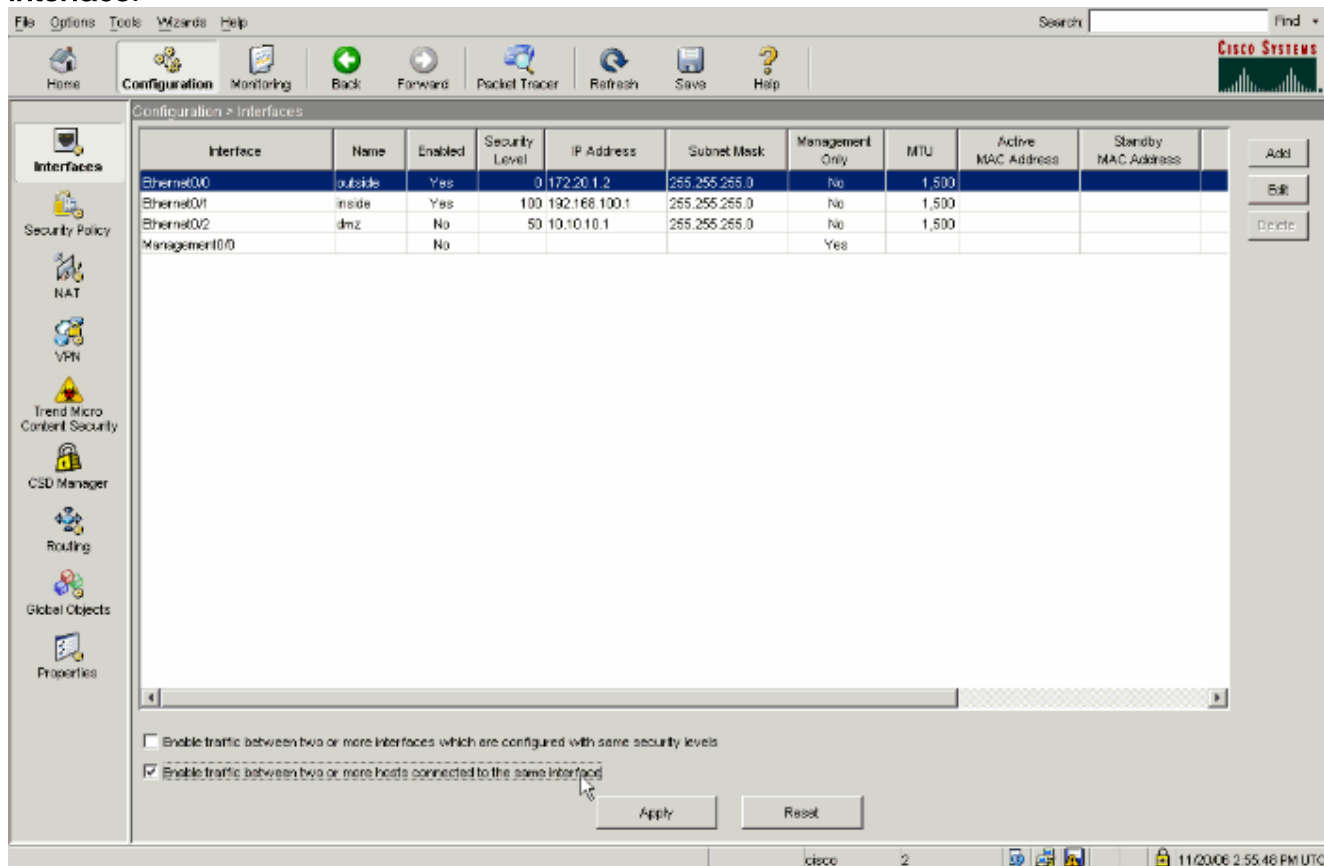 interface.
File Options Tools Wizards Help Search: Find
Home Configuration Monitoring Back Forward Packet Tracer Refresh Save Help
CISCO SYSTEMS
Configuration > Interfaces
Interface Name Enabled Security Level IP Address Subnet Mask Management Only MTU Active MAC Address Standby MAC Address
Ethernet0/0 outside Yes 0 172.20.1.2 255.255.255.0 No 1,500
Ethernet0/1 inside Yes 100 192.168.100.1 255.255.255.0 No 1,500
Ethernet0/2 dmz No 50 10.10.10.1 255.255.255.0 No 1,500
Management0/0 No Yes
Add
Edit
Delete
Interfaces
Security Policy
NAT
VPN
Trend Micro
Content Security
CSD Manager
Routing
Global Objects
Properties
Enable traffic between two or more interfaces which are configured with same security levels
Enable traffic between two or more hosts connected to the same interface
Apply Reset
cisco 2 11/20/06 2:55:48 PM UTC